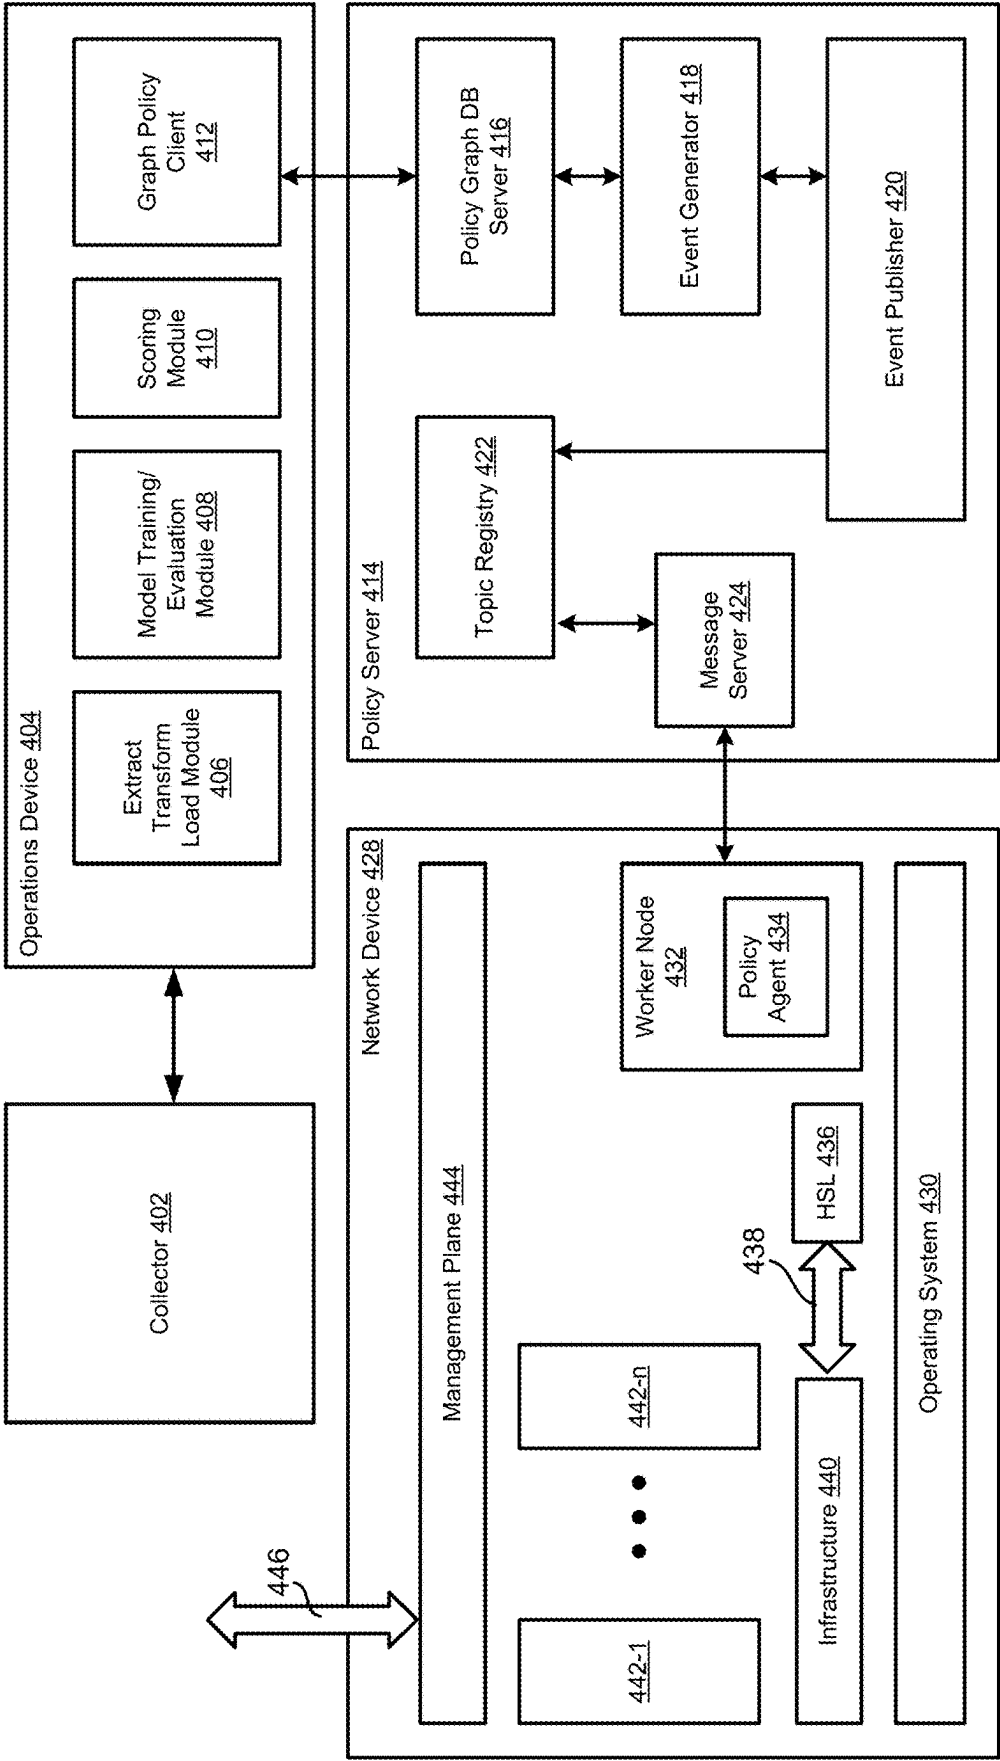 Collector 402
Operations Device 404
Extract
Transform
Load Module
406
Model Training/
Evaluation
Module 408
Scoring
Module
410
Graph Policy
Client
412
446
Network Device 428
Management Plane 444
442-1
442-n
Infrastructure 440
438
HSL 436
Worker Node
432
Policy
Agent 434
Operating System 430
Policy Server 414
Topic Registry 422
Message
Server 424
Policy Graph DB
Server 416
Event Generator 418
Event Publisher 420